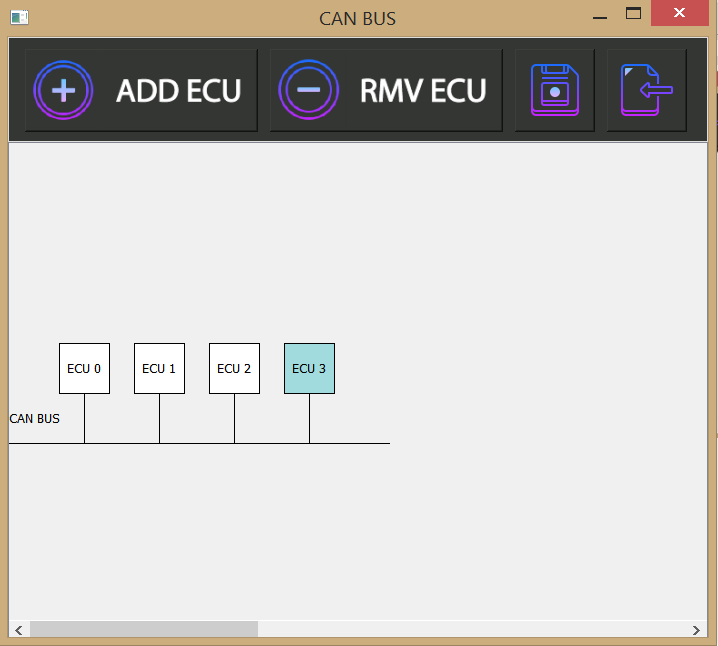 CAN BUS
ADD ECU
RMV ECU
ECU 0
ECU 1
ECU 2
ECU 3
CAN BUS